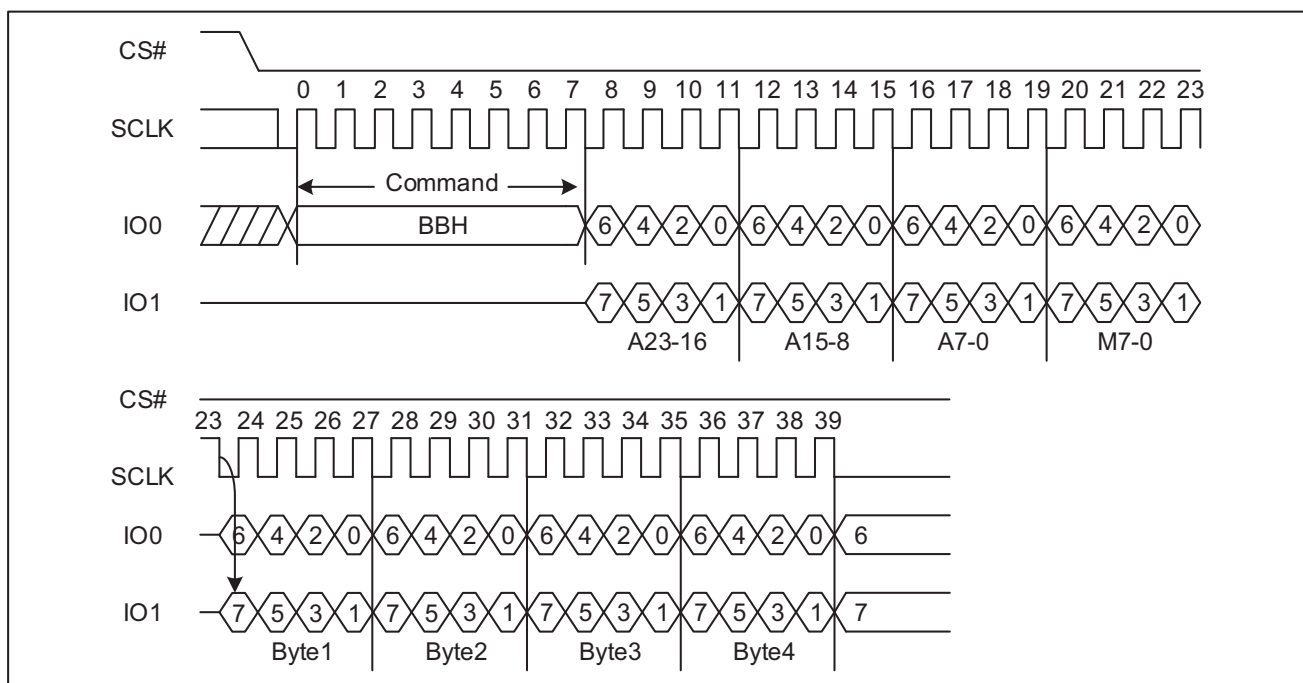 CS#
0 1 2 3 4 5 6 7 8 9 10 11 12 13 14 15 16 17 18 19 20 21 22 23
SCLK
Command
IO0 BBH 6 4 2 0 6 4 2 0 6 4 2 0 6 4 2 0
IO1 7 5 3 1 7 5 3 1 7 5 3 1 7 5 3 1
A23-16 A15-8 A7-0 M7-0
CS#
23 24 25 26 27 28 29 30 31 32 33 34 35 36 37 38 39
SCLK
IO0 6 4 2 0 6 4 2 0 6 4 2 0 6 4 2 0 6
IO1 7 5 3 1 7 5 3 1 7 5 3 1 7 5 3 1 7
Byte1 Byte2 Byte3 Byte4